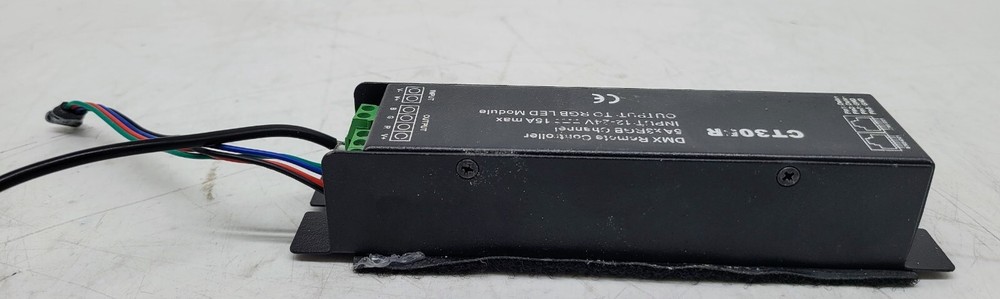 CT305-R
DMX Remote Controller
5A×3RGB Channel
INPUT: 12-24V 15A max
OUTPUT TO RGB LED Module
CE
INPUT
V- V+
OUTPUT
B G R V+